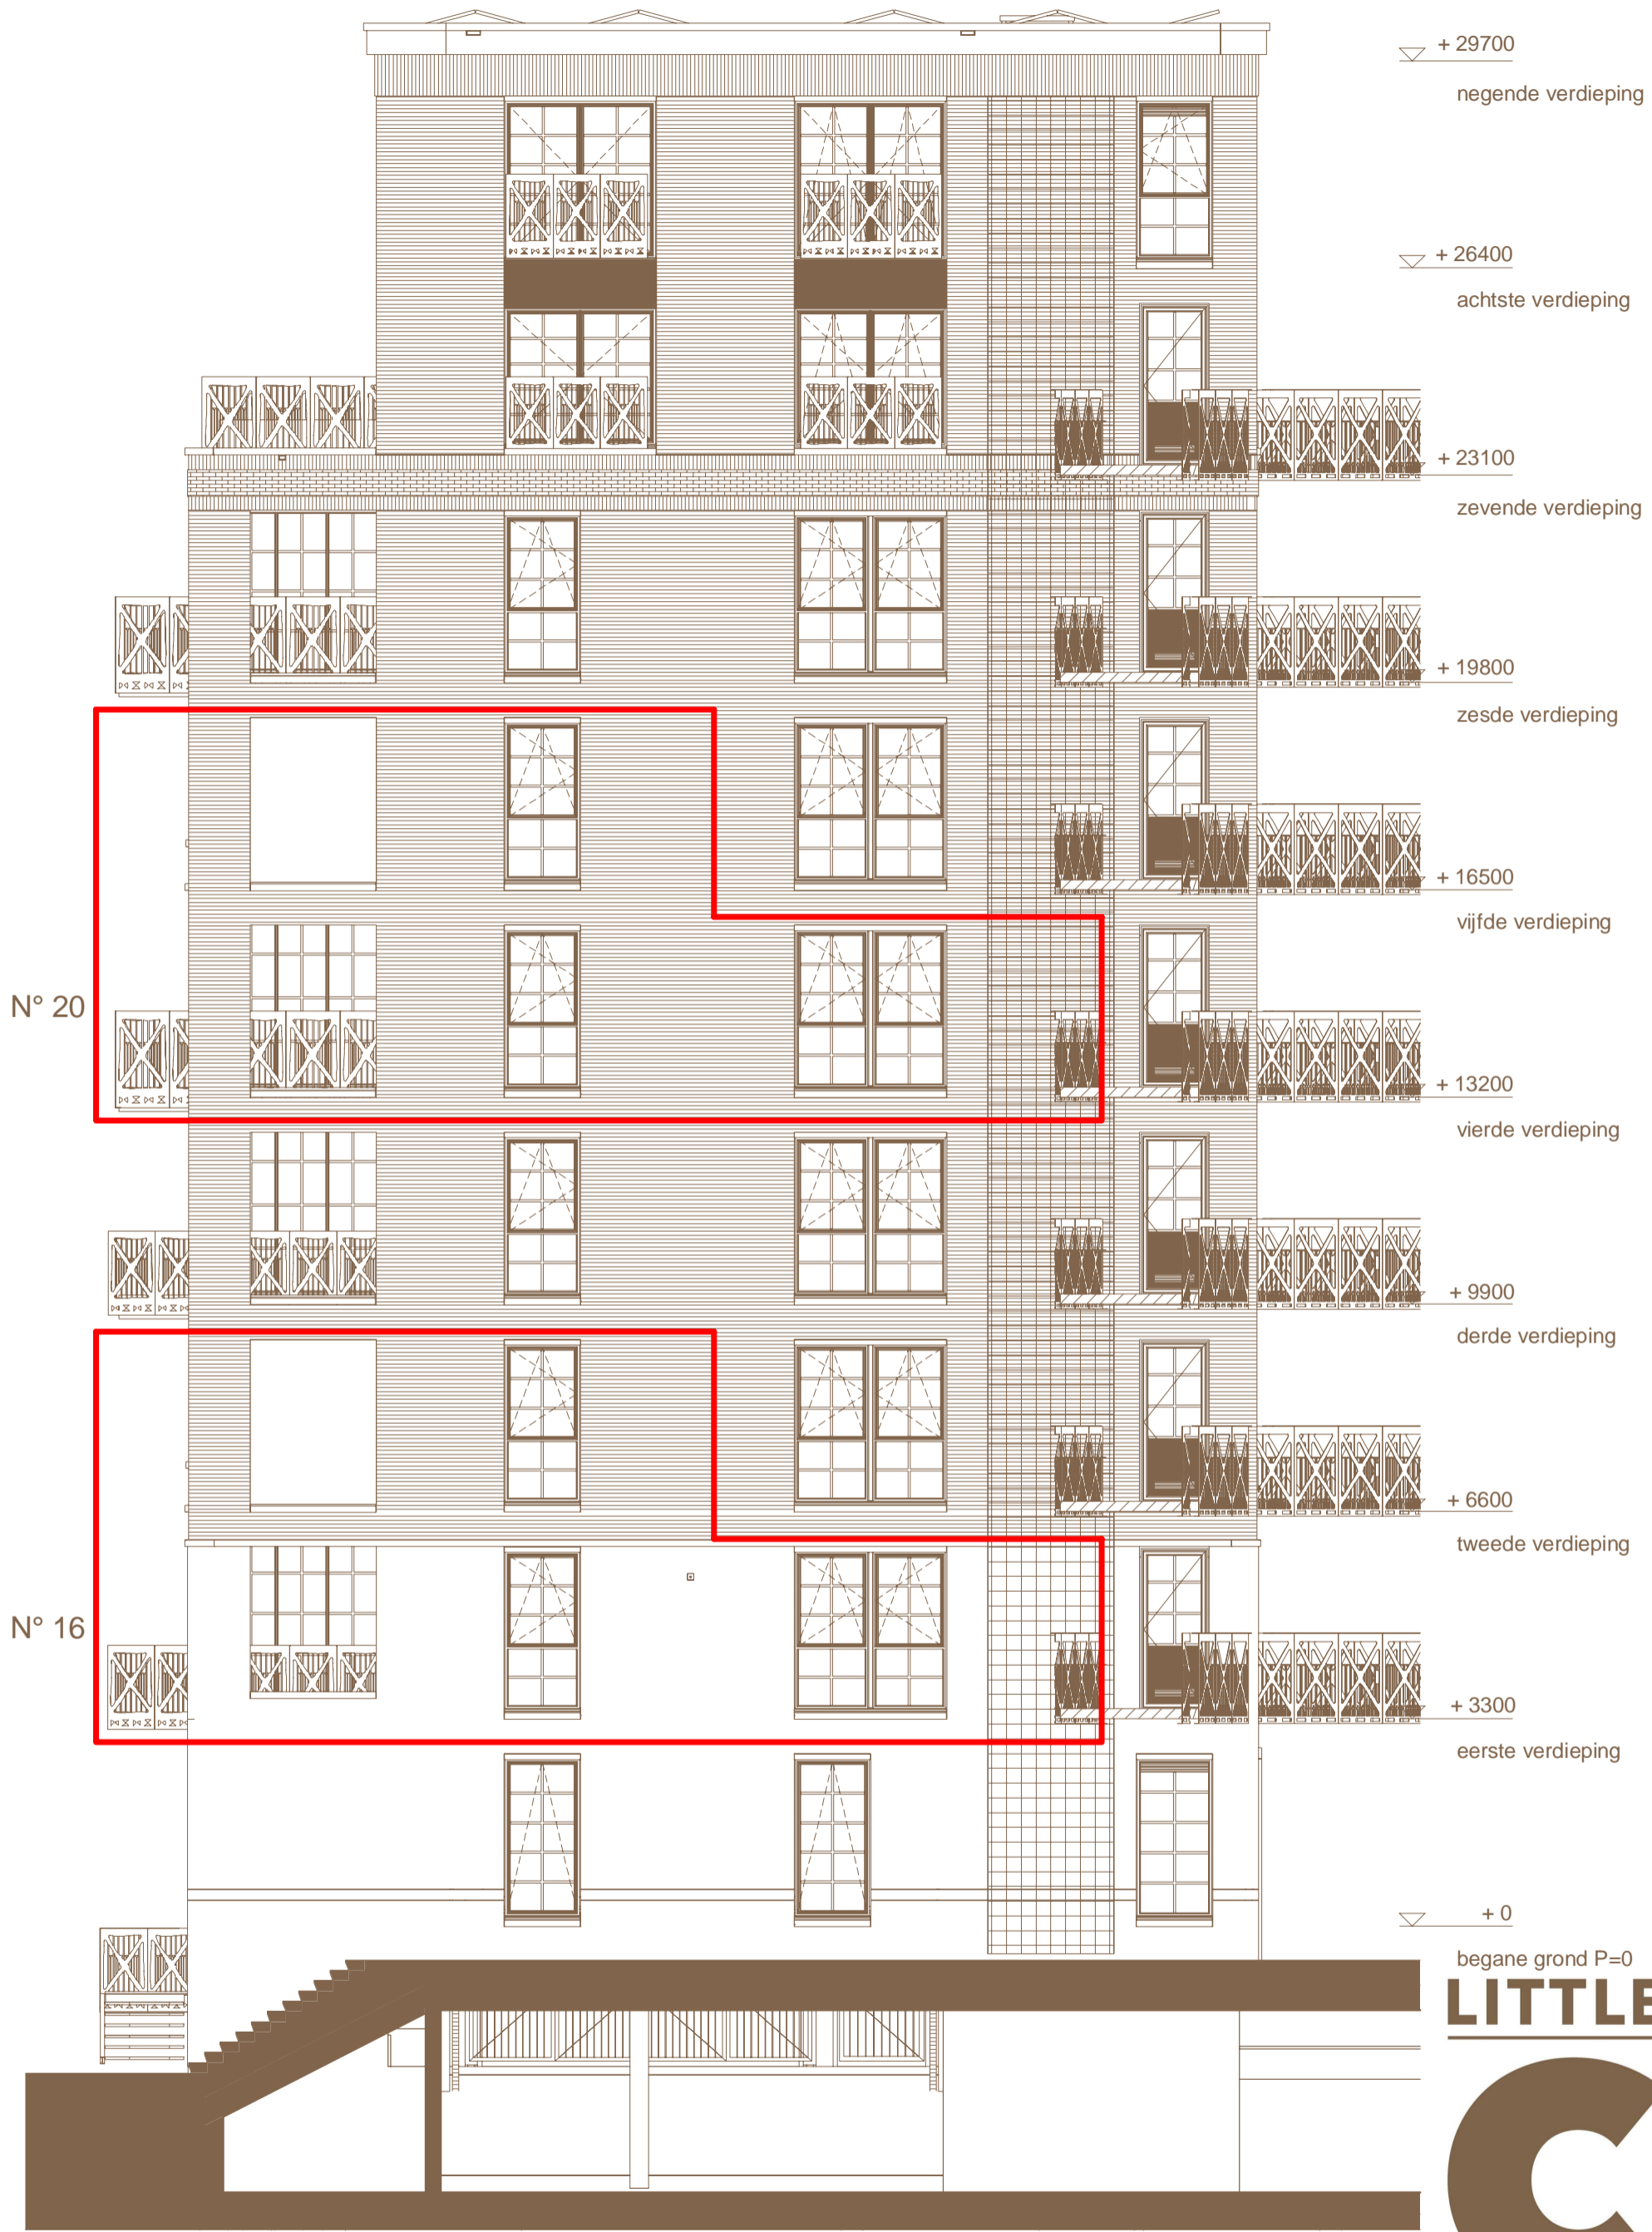 + 29700
negende verdieping
+ 26400
achtste verdieping
+ 23100
zevende verdieping
+ 19800
zesde verdieping
+ 16500
vijfde verdieping
N° 20
+ 13200
vierde verdieping
+ 9900
derde verdieping
+ 6600
tweede verdieping
N° 16
+ 3300
eerste verdieping
+ 0
begane grond P=0
LITTLE
C